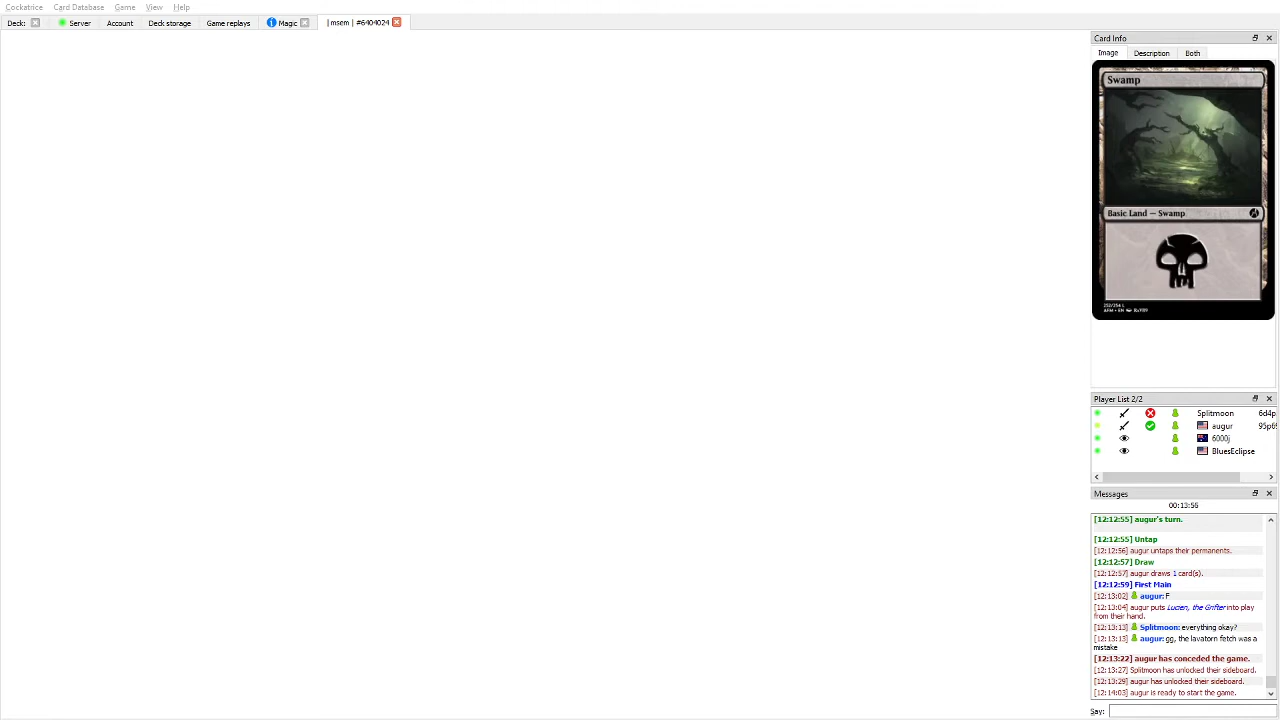 Cockatrice Card Database Game View Help
Deck: Server Account Deck storage Game replays Magic | msem | #6404024
Card Info
Image Description Both
Swamp
Basic Land — Swamp
Player List 2/2
Splitmoon 6d4p
augur 95p69
6000j
BluesEclipse
Messages
00:13:56
[12:12:55] augur's turn.
[12:12:55] Untap
[12:12:56] augur untaps their permanents.
[12:12:57] Draw
[12:12:57] augur draws 1 card(s).
[12:12:59] First Main
[12:13:02] augur: F
[12:13:04] augur puts Lucien, the Grifter into play
from their hand.
[12:13:13] Splitmoon: everything okay?
[12:13:13] augur: gg, the lavatorn fetch was a
mistake
[12:13:22] augur has conceded the game.
[12:13:27] Splitmoon has unlocked their sideboard.
[12:13:29] augur has unlocked their sideboard.
[12:14:03] augur is ready to start the game.
Say: